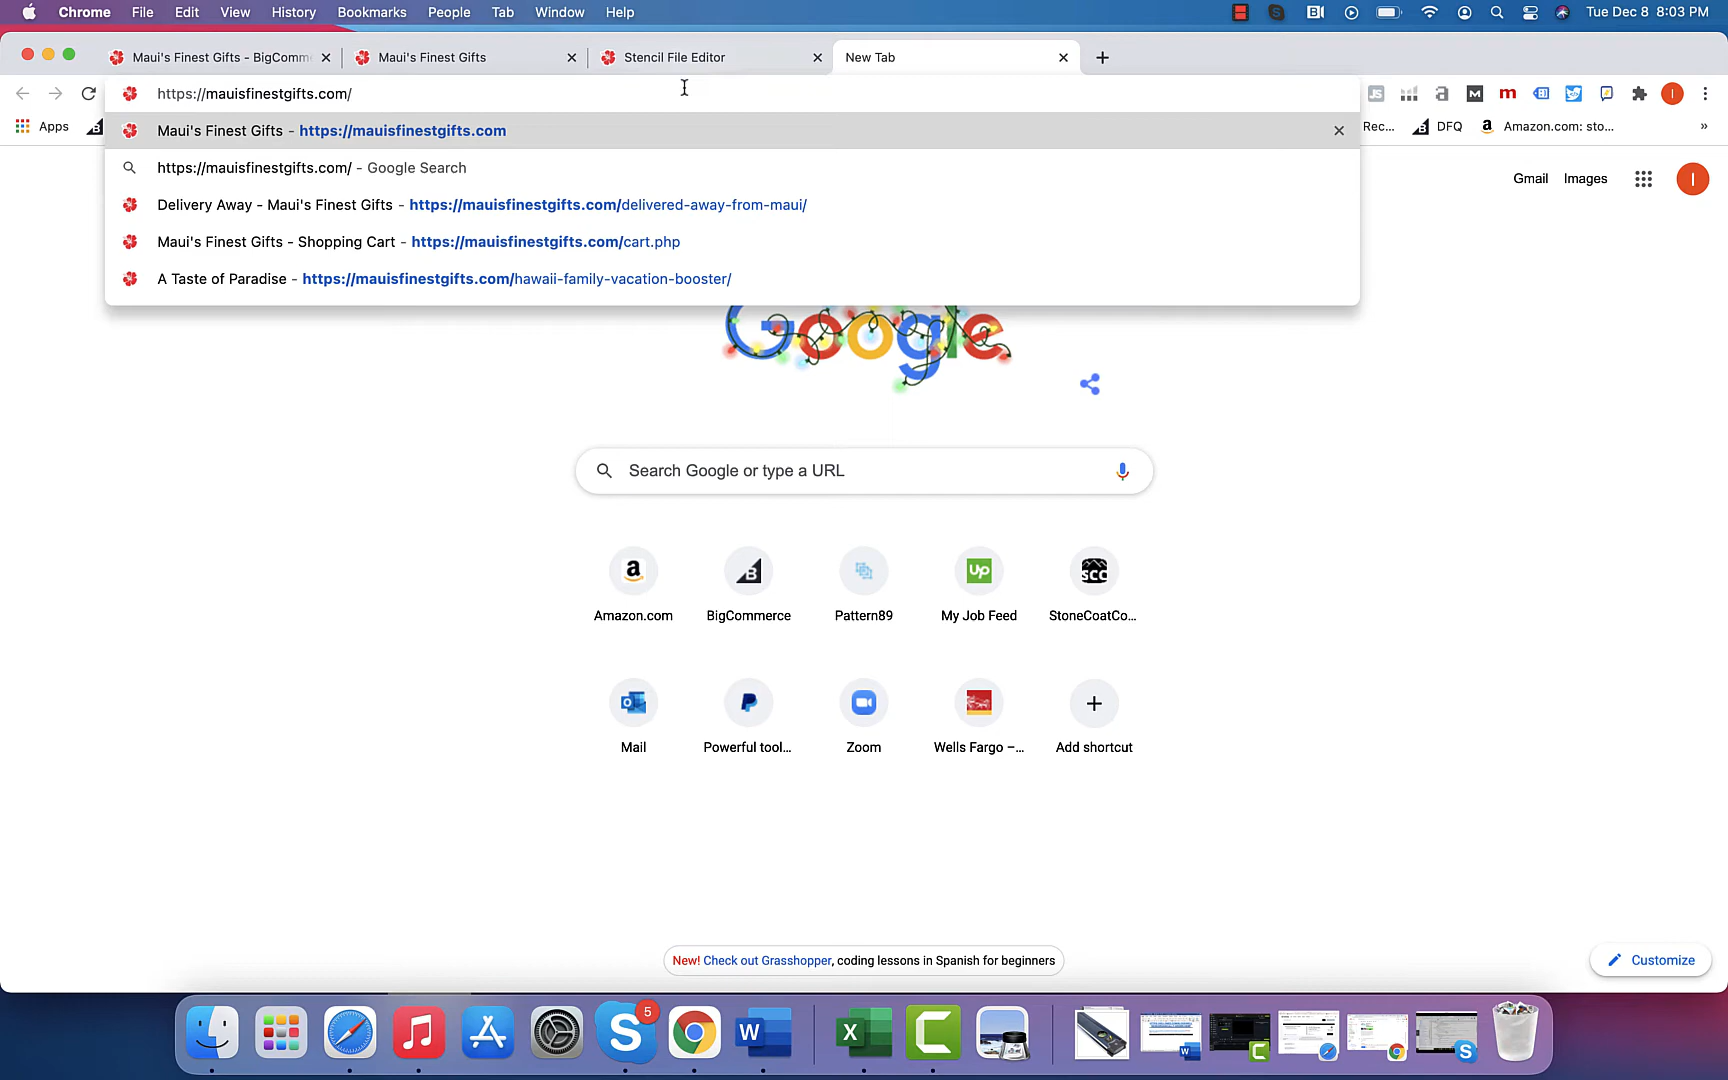 Chrome File Edit View History Bookmarks People Tab Window Help Tue Dec 8 8:03 PM
Maui's Finest Gifts - BigComme Maui's Finest Gifts Stencil File Editor New Tab
https://mauisfinestgifts.com/
Maui's Finest Gifts - https://mauisfinestgifts.com
https://mauisfinestgifts.com/ - Google Search
Delivery Away - Maui's Finest Gifts - https://mauisfinestgifts.com/delivered-away-from-maui/
Maui's Finest Gifts - Shopping Cart - https://mauisfinestgifts.com/cart.php
A Taste of Paradise - https://mauisfinestgifts.com/hawaii-family-vacation-booster/
Apps Rec... DFQ Amazon.com: sto...
Gmail Images
Google
Search Google or type a URL
Amazon.com BigCommerce Pattern89 My Job Feed StoneCoatCo...
Mail Powerful tool... Zoom Wells Fargo –... Add shortcut
New! Check out Grasshopper, coding lessons in Spanish for beginners
Customize
5